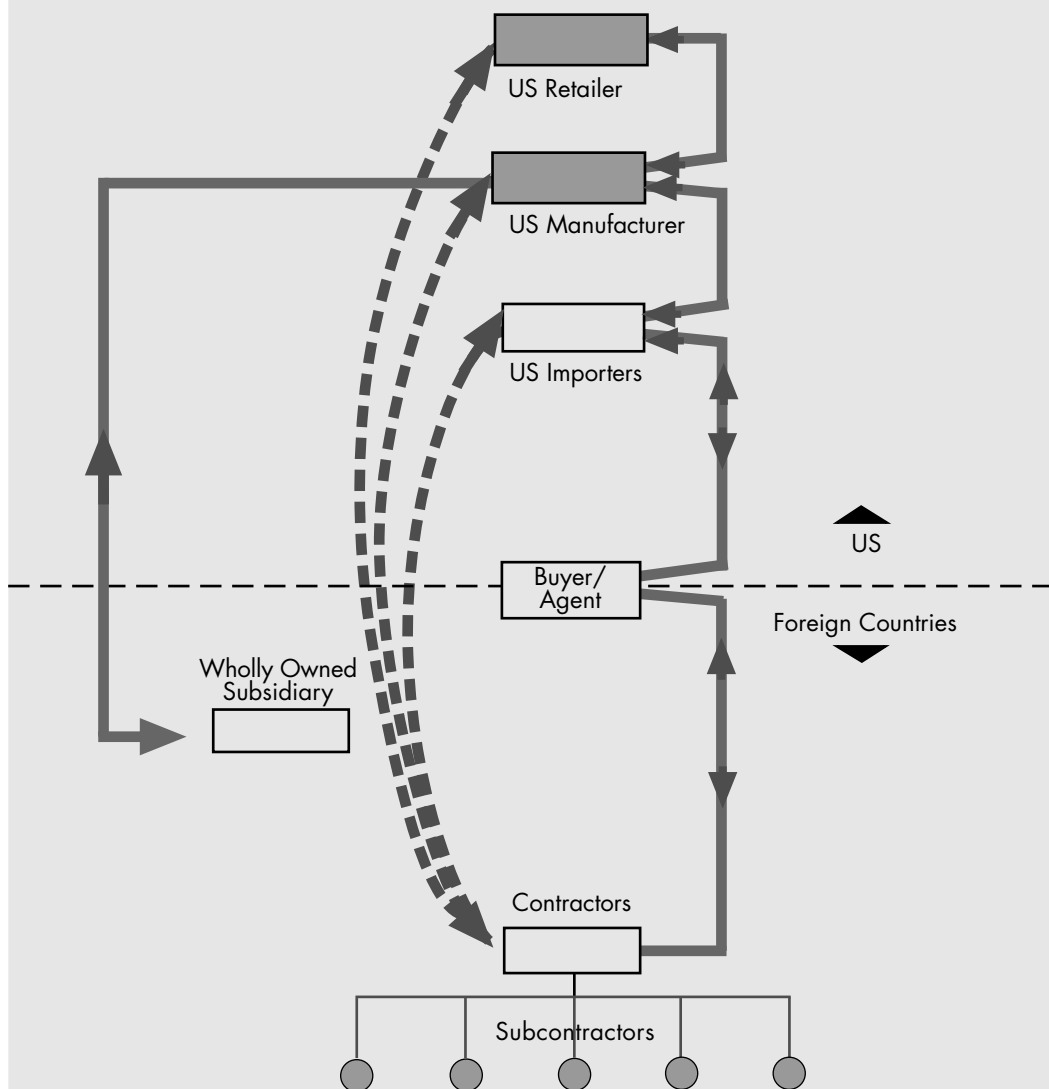 US Retailer
US Manufacturer
US Importers
US
Buyer/
Agent
Foreign Countries
Wholly Owned
Subsidiary
Contractors
Subcontractors